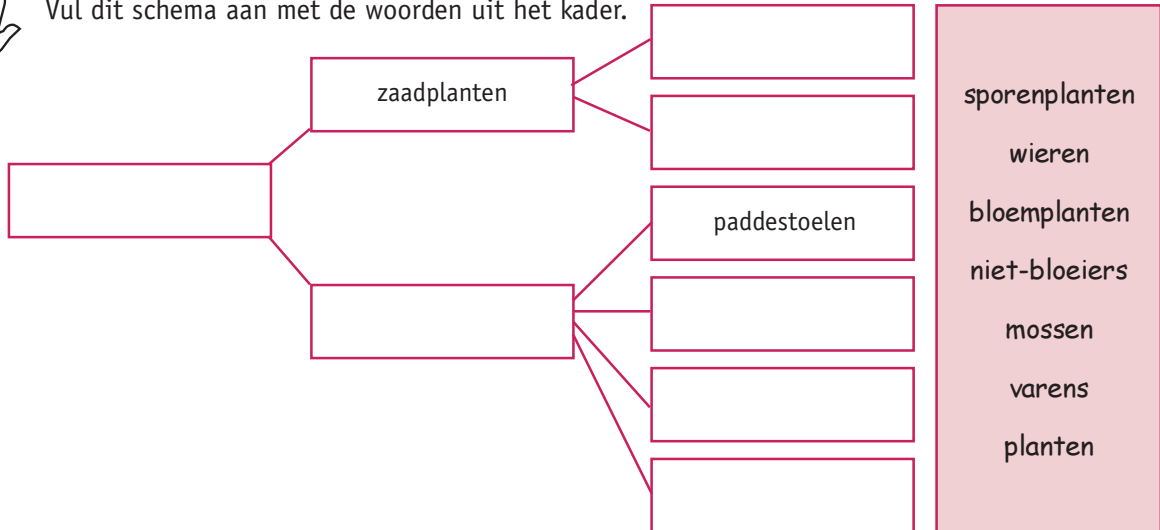 Vul dit schema aan met de woorden uit het kader.
zaadplanten
paddestoelen
sporenplanten
wieren
bloemplanten
niet-bloeiers
mossen
varens
planten